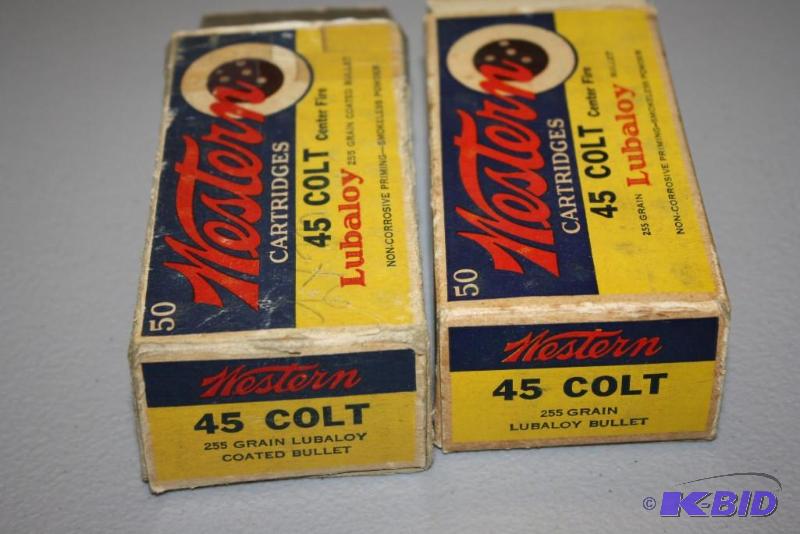 50
Western
CARTRIDGES
45 COLT Center Fire
Lubaloy 255 GRAIN COATED BULLET
NON-CORROSIVE PRIMING—SMOKELESS POWDER
Western
45 COLT
255 GRAIN LUBALOY
COATED BULLET
50
Western
CARTRIDGES
45 COLT Center Fire
255 GRAIN Lubaloy BULLET
NON-CORROSIVE PRIMING—SMOKELESS POWDER
Western
45 COLT
255 GRAIN
LUBALOY BULLET
© K-BID